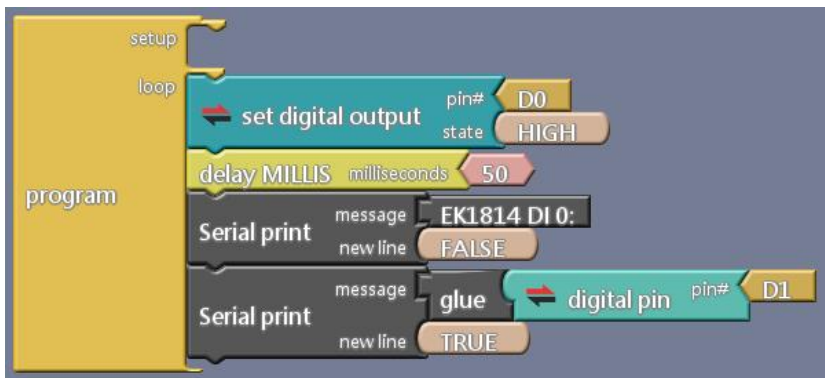 setup
loop
program
set digital output
pin# D0
state HIGH
delay MILLIS milliseconds 50
Serial print
message EK1814 DI 0:
new line FALSE
Serial print
message glue digital pin pin# D1
new line TRUE